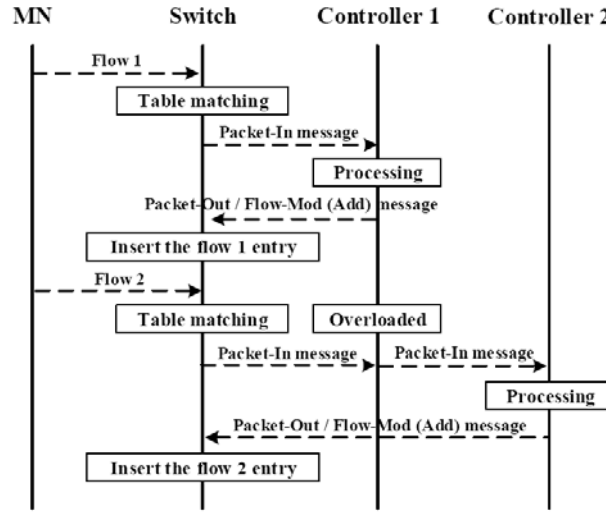 MN Switch Controller 1 Controller 2
Flow 1
Table matching
Packet-In message
Processing
Packet-Out / Flow-Mod (Add) message
Insert the flow 1 entry
Flow 2
Table matching Overloaded
Packet-In message Packet-In message
Processing
Packet-Out / Flow-Mod (Add) message
Insert the flow 2 entry